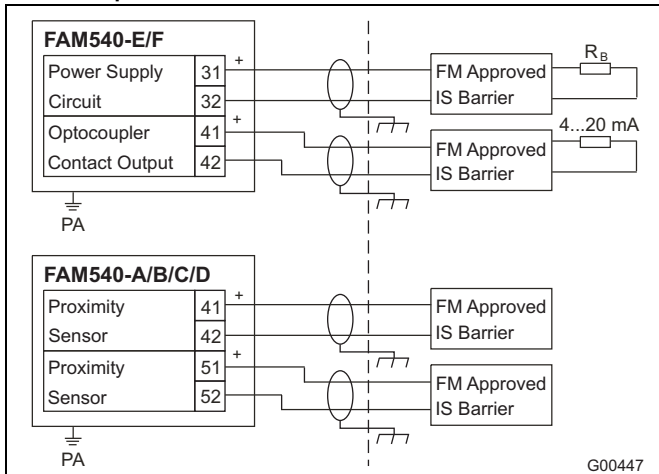 FAM540-E/F
Power Supply 31 + FM Approved R_B
Circuit 32 IS Barrier
Optocoupler 41 + FM Approved 4...20 mA
Contact Output 42 IS Barrier
PA
FAM540-A/B/C/D
Proximity 41 + FM Approved
Sensor 42 IS Barrier
Proximity 51 + FM Approved
Sensor 52 IS Barrier
PA
G00447